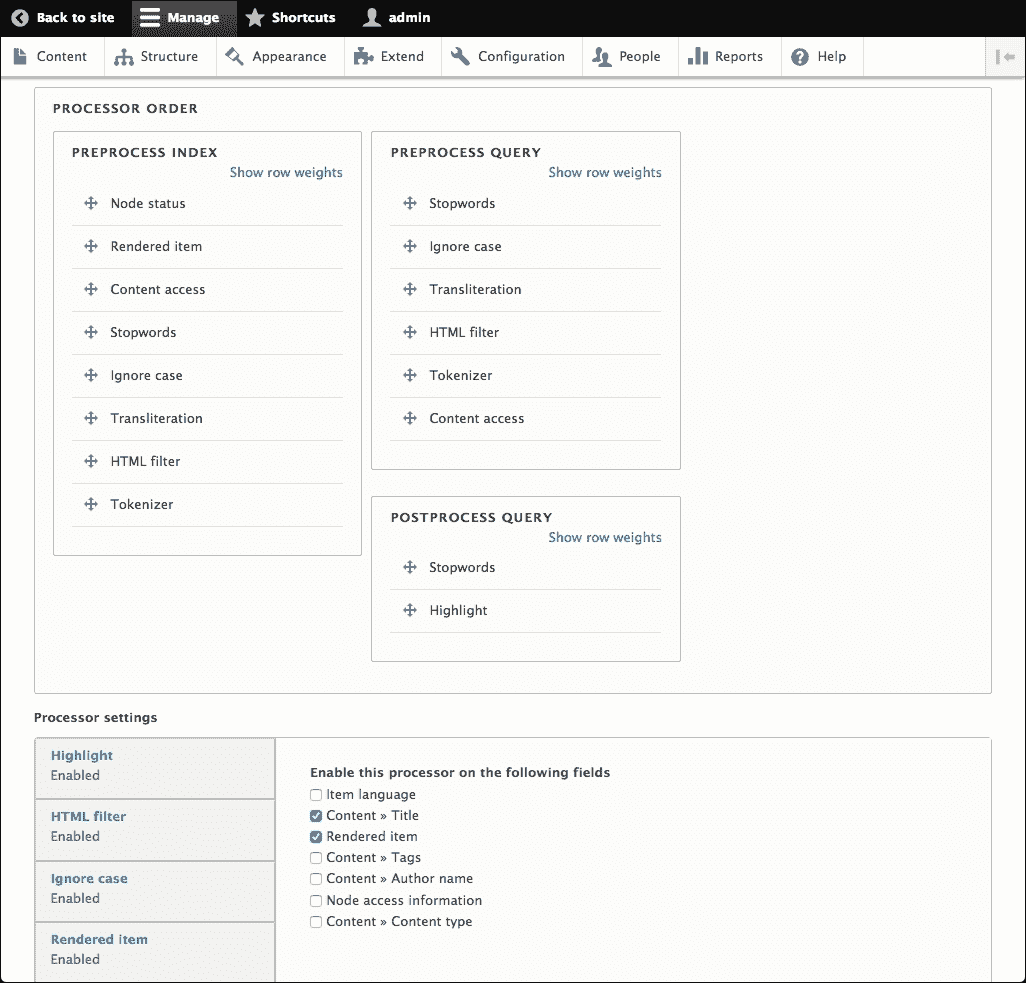 Back to site Manage Shortcuts admin
Content Structure Appearance Extend Configuration People Reports Help
PROCESSOR ORDER
PREPROCESS INDEX
Show row weights
Node status
Rendered item
Content access
Stopwords
Ignore case
Transliteration
HTML filter
Tokenizer
PREPROCESS QUERY
Show row weights
Stopwords
Ignore case
Transliteration
HTML filter
Tokenizer
Content access
POSTPROCESS QUERY
Show row weights
Stopwords
Highlight
Processor settings
Highlight
Enabled
HTML filter
Enabled
Ignore case
Enabled
Rendered item
Enabled
Enable this processor on the following fields
Item language
Content » Title
Rendered item
Content » Tags
Content » Author name
Node access information
Content » Content type